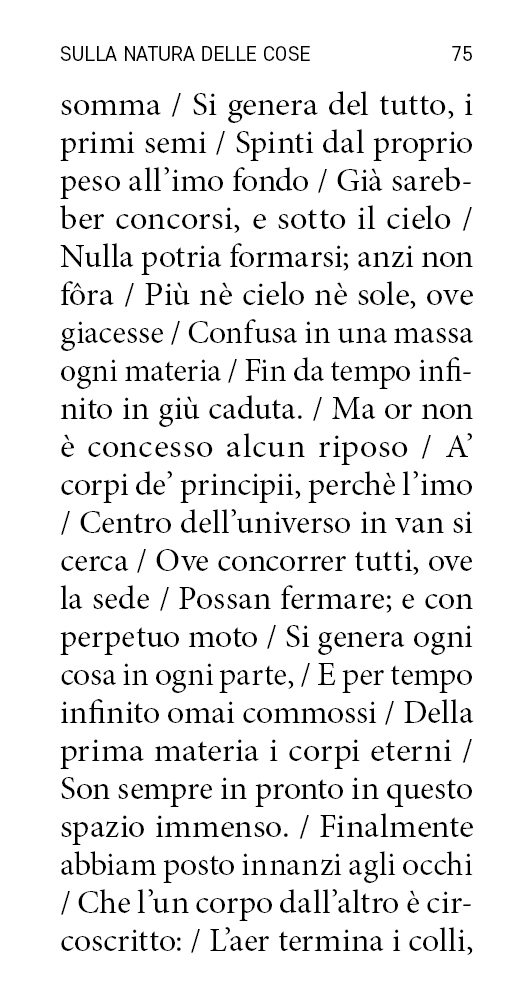 SULLA NATURA DELLE COSE 75
somma / Si genera del tutto, i
primi semi / Spinti dal proprio
peso all’imo fondo / Già sareb-
ber concorsi, e sotto il cielo /
Nulla potria formarsi; anzi non
fôra / Più nè cielo nè sole, ove
giacesse / Confusa in una massa
ogni materia / Fin da tempo infi-
nito in giù caduta. / Ma or non
è concesso alcun riposo / A’
corpi de’ principii, perchè l’imo
/ Centro dell’universo in van si
cerca / Ove concorrer tutti, ove
la sede / Possan fermare; e con
perpetuo moto / Si genera ogni
cosa in ogni parte, / E per tempo
infinito omai commossi / Della
prima materia i corpi eterni /
Son sempre in pronto in questo
spazio immenso. / Finalmente
abbiam posto innanzi agli occhi
/ Che l’un corpo dall’altro è cir-
coscritto: / L’aer termina i colli,